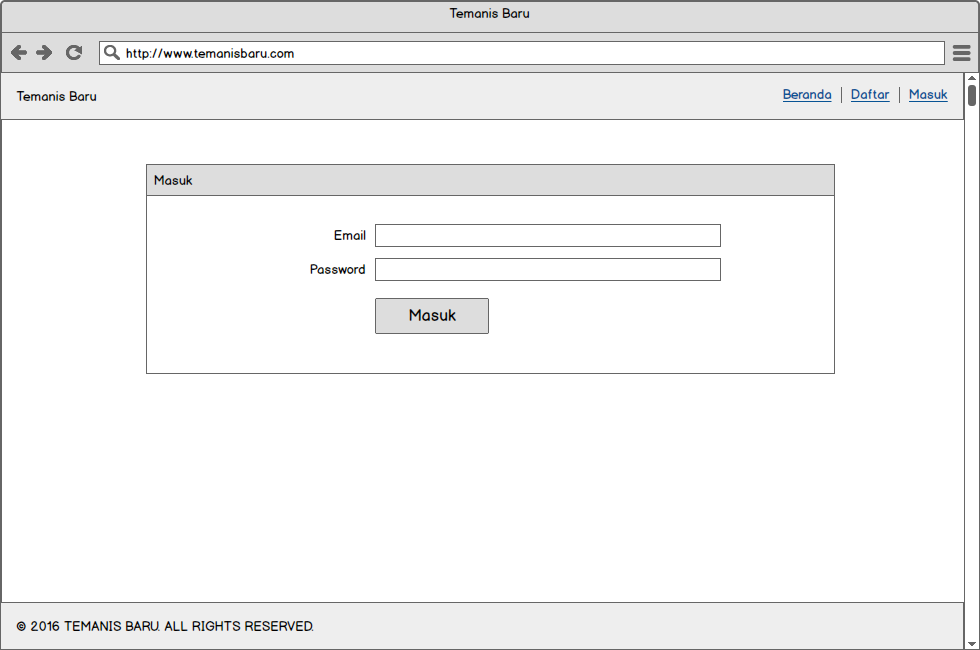 Temanis Baru
http://www.temanisbaru.com
Temanis Baru
Beranda | Daftar | Masuk
Masuk
Email
Password
Masuk
© 2016 TEMANIS BARU. ALL RIGHTS RESERVED.